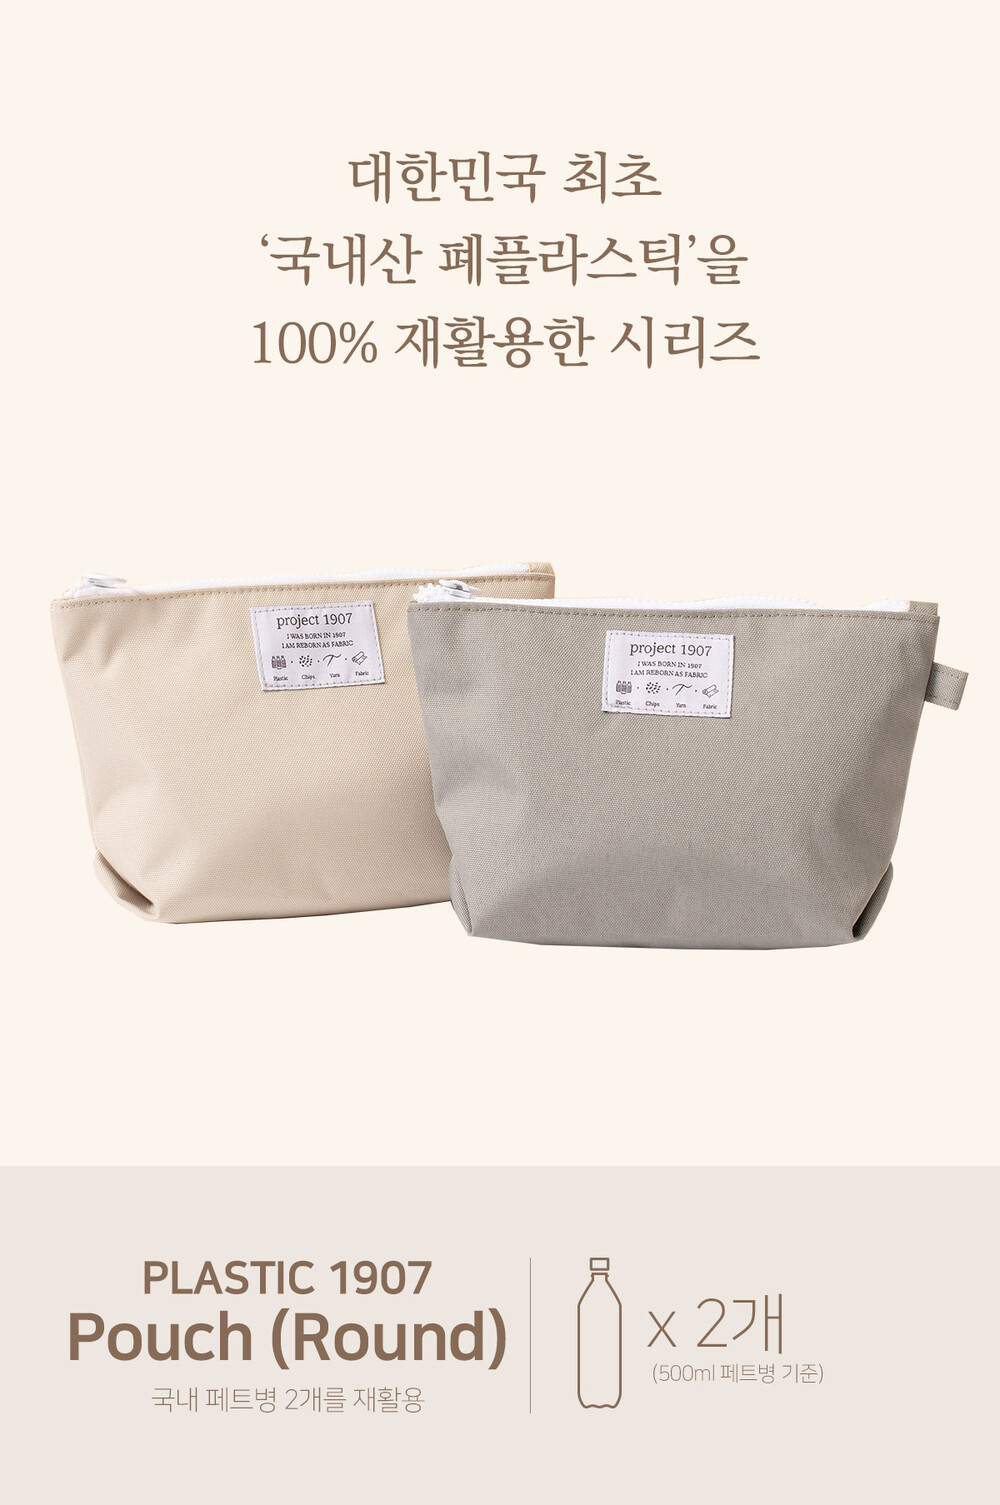 대한민국 최초
‘국내산 폐플라스틱’을
100% 재활용한 시리즈
project 1907
I WAS BORN IN 1907
I AM REBORN AS FABRIC
Plastic Chips Yarn Fabric
project 1907
I WAS BORN IN 1907
I AM REBORN AS FABRIC
Plastic Chips Yarn Fabric
PLASTIC 1907
Pouch (Round)
국내 페트병 2개를 재활용
x 2개
(500ml 페트병 기준)